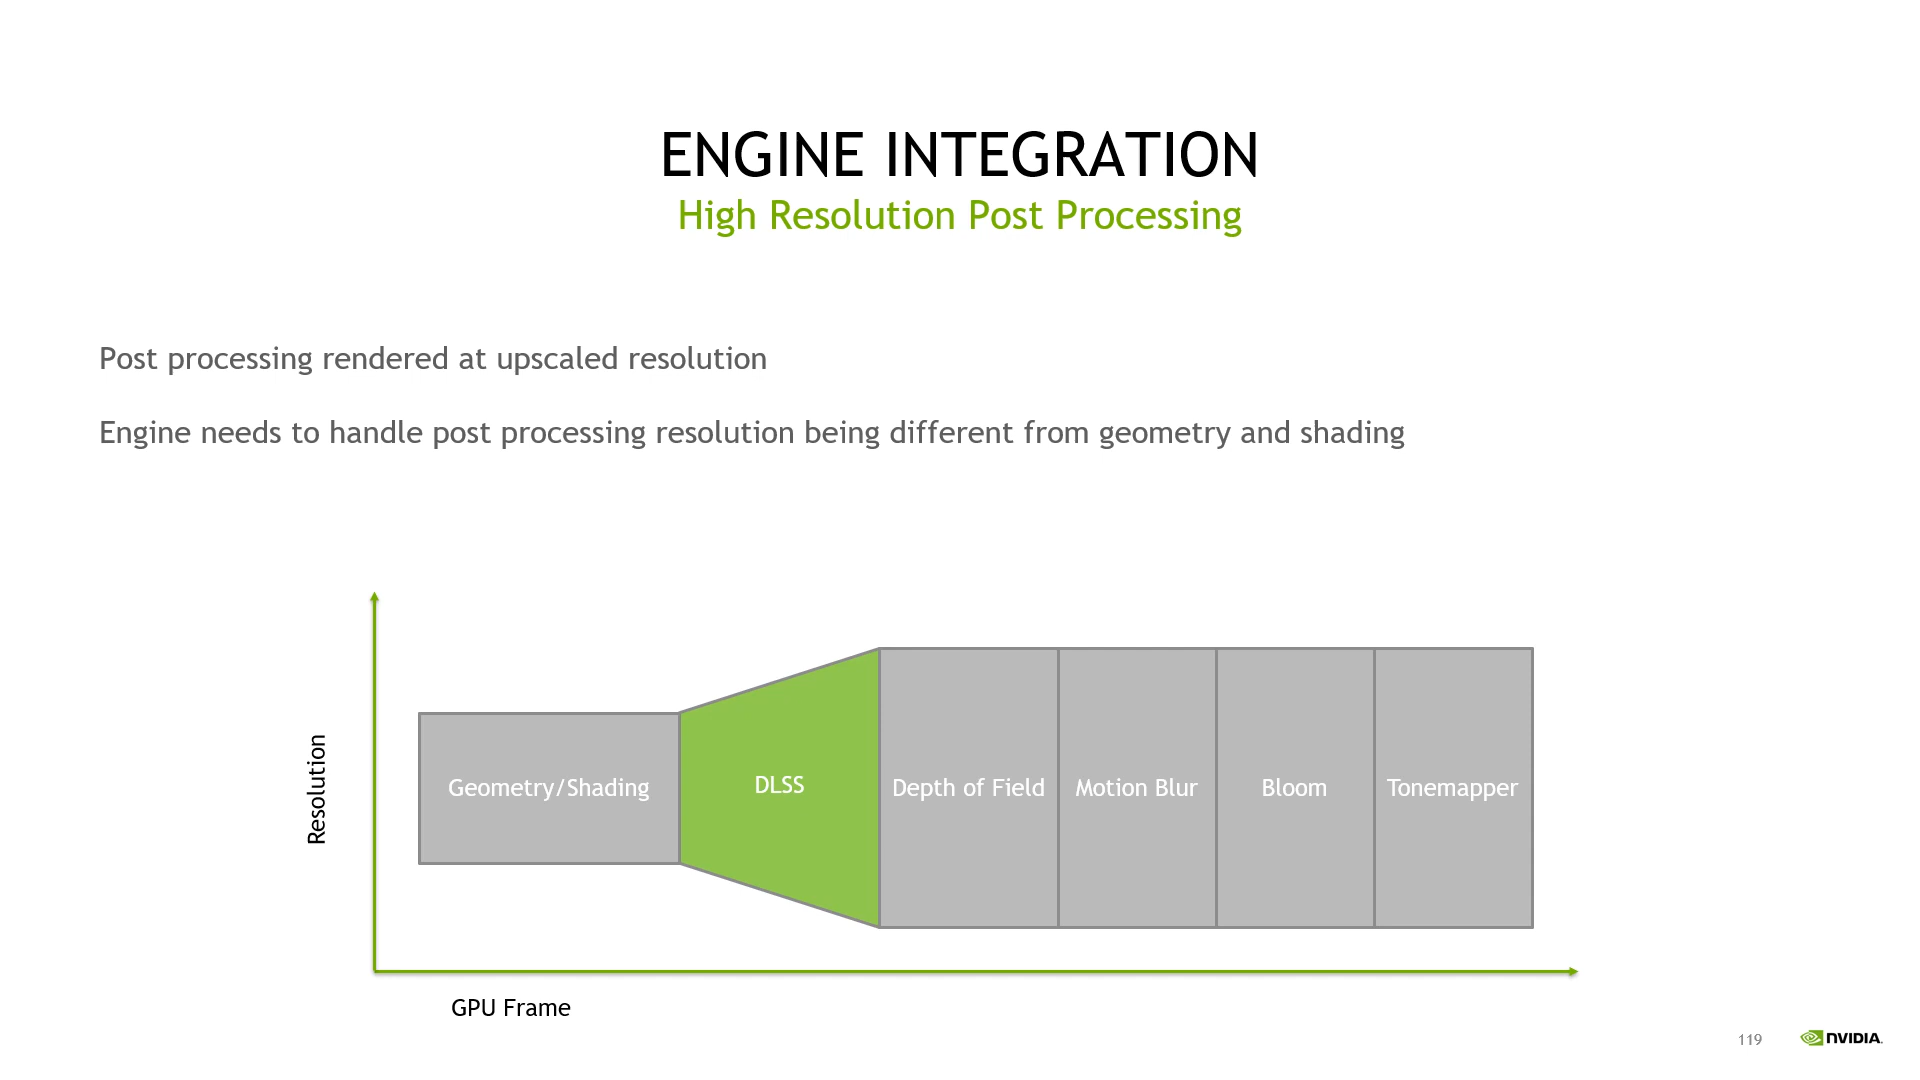 ENGINE INTEGRATION
High Resolution Post Processing
Post processing rendered at upscaled resolution
Engine needs to handle post processing resolution being different from geometry and shading
Resolution
Geometry/Shading
DLSS
Depth of Field
Motion Blur
Bloom
Tonemapper
GPU Frame
119
NVIDIA.